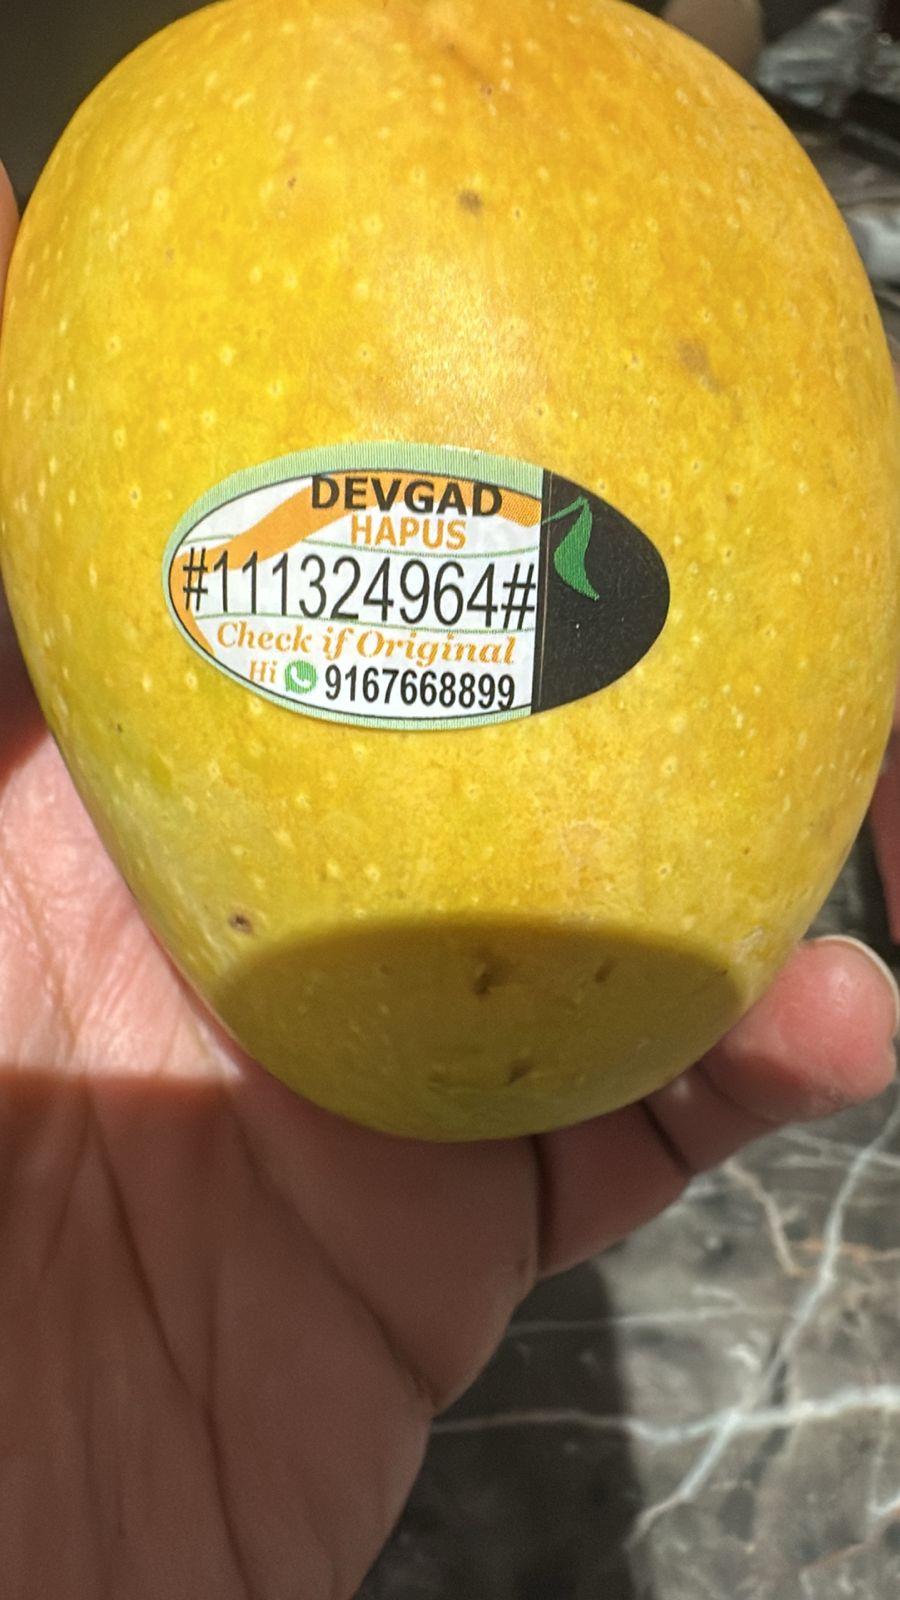 DEVGAD
HAPUS
#111324964#
Check if Original
Hi 9167668899